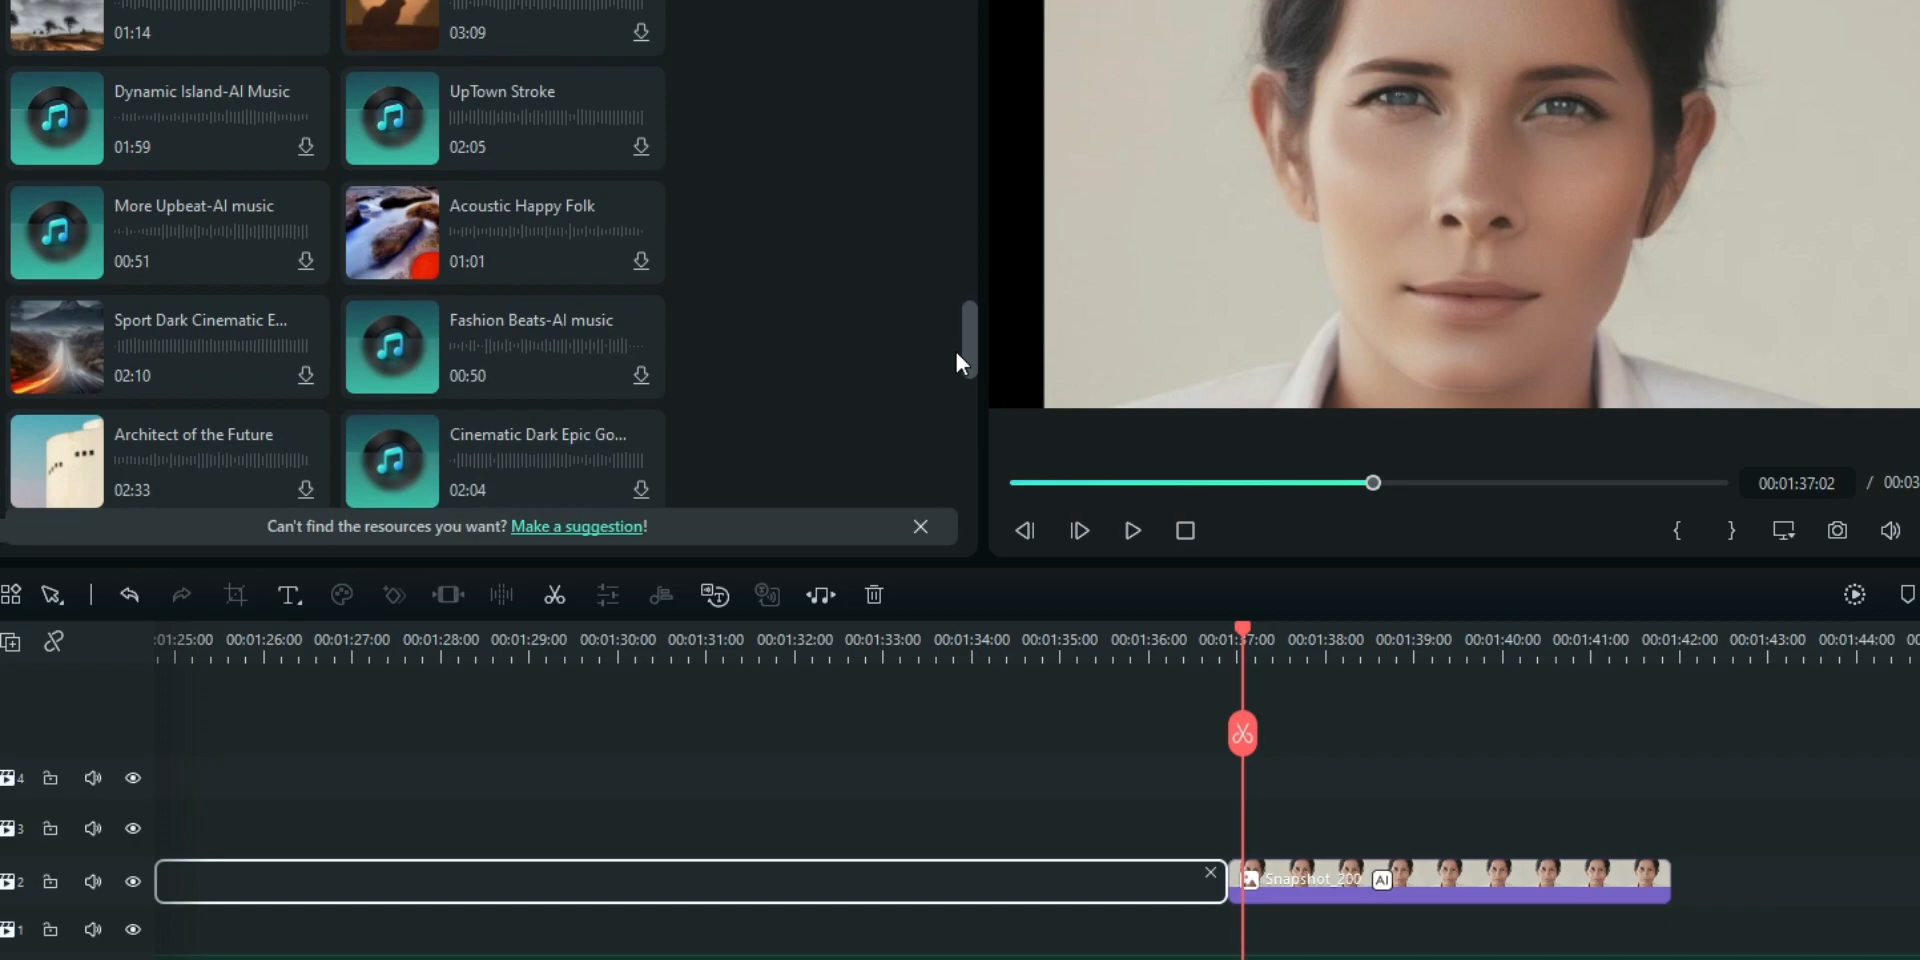 01:14
03:09
Dynamic Island-AI Music
01:59
UpTown Stroke
02:05
More Upbeat-AI music
00:51
Acoustic Happy Folk
01:01
Sport Dark Cinematic E...
02:10
Fashion Beats-AI music
00:50
Architect of the Future
02:33
Cinematic Dark Epic Go...
02:04
Can't find the resources you want? Make a suggestion!
00:01:37:02 / 00:03
:01:25:00 00:01:26:00 00:01:27:00 00:01:28:00 00:01:29:00 00:01:30:00 00:01:31:00 00:01:32:00 00:01:33:00 00:01:34:00 00:01:35:00 00:01:36:00 00:01:37:00 00:01:38:00 00:01:39:00 00:01:40:00 00:01:41:00 00:01:42:00 00:01:43:00 00:01:44:00 00
4
3
2
Snapshot_200 AI
1